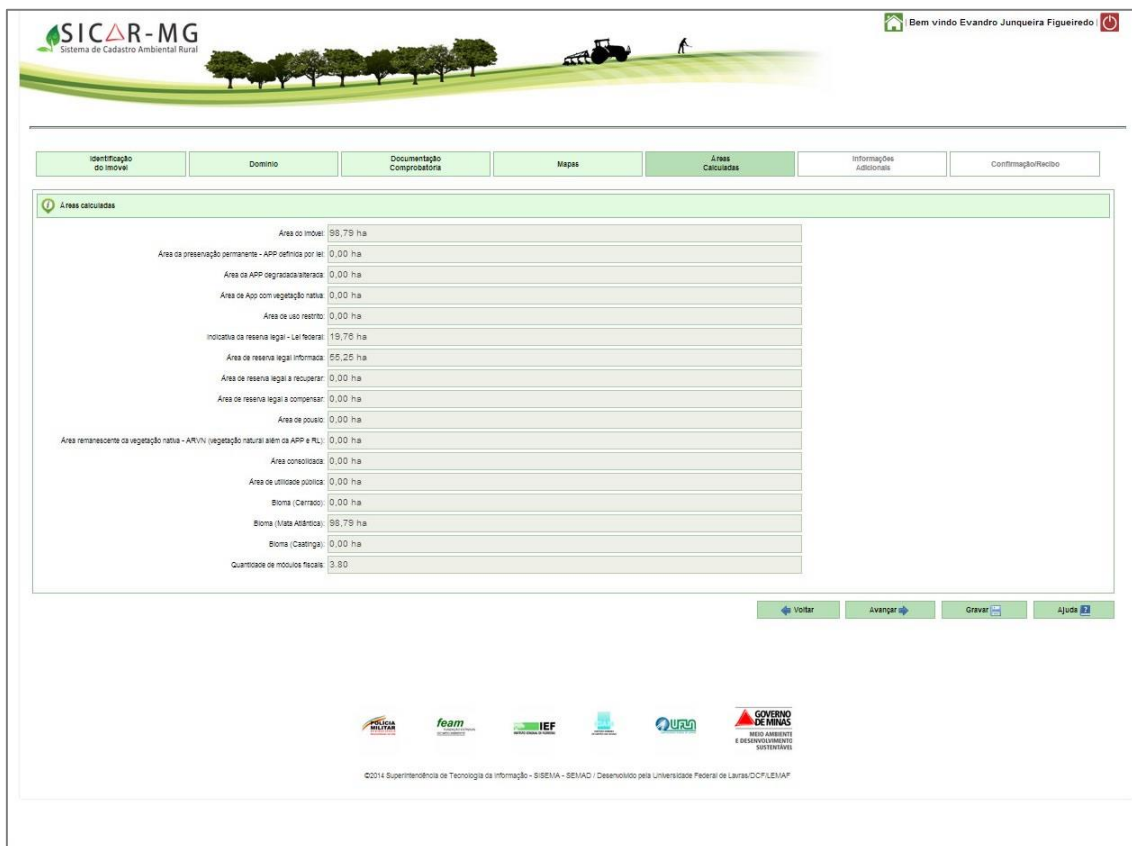 SICAR-MG
Sistema de Cadastro Ambiental Rural
| Bem vindo Evandro Junqueira Figueiredo |
Identificação do Imóvel
Domínio
Documentação Comprobatória
Mapas
Áreas Calculadas
Informações Adicionais
Confirmação/Recibo
Áreas calculadas
Área do Imóvel: 98,79 ha
Área da preservação permanente - APP definida por lei: 0,00 ha
Área da APP degradada/alterada: 0,00 ha
Área de App com vegetação nativa: 0,00 ha
Área de uso restrito: 0,00 ha
Indicativa da reserva legal - Lei federal: 19,76 ha
Área de reserva legal informada: 55,25 ha
Área de reserva legal a recuperar: 0,00 ha
Área de reserva legal a compensar: 0,00 ha
Área de pousio: 0,00 ha
Área remanescente da vegetação nativa - ARVN (vegetação natural além da APP e RL): 0,00 ha
Área consolidada: 0,00 ha
Área de utilidade pública: 0,00 ha
Bioma (Cerrado): 0,00 ha
Bioma (Mata Atlântica): 98,79 ha
Bioma (Caatinga): 0,00 ha
Quantidade de módulos fiscais: 3.80
Voltar
Avançar
Gravar
Ajuda ?
POLÍCIA MILITAR
feam
IEF
UFLA
GOVERNO DE MINAS
MEIO AMBIENTE
E DESENVOLVIMENTO
SUSTENTÁVEL
©2014 Superintendência de Tecnologia da Informação - SISEMA - SEMAD / Desenvolvido pela Universidade Federal de Lavras/DCF/LEMAF